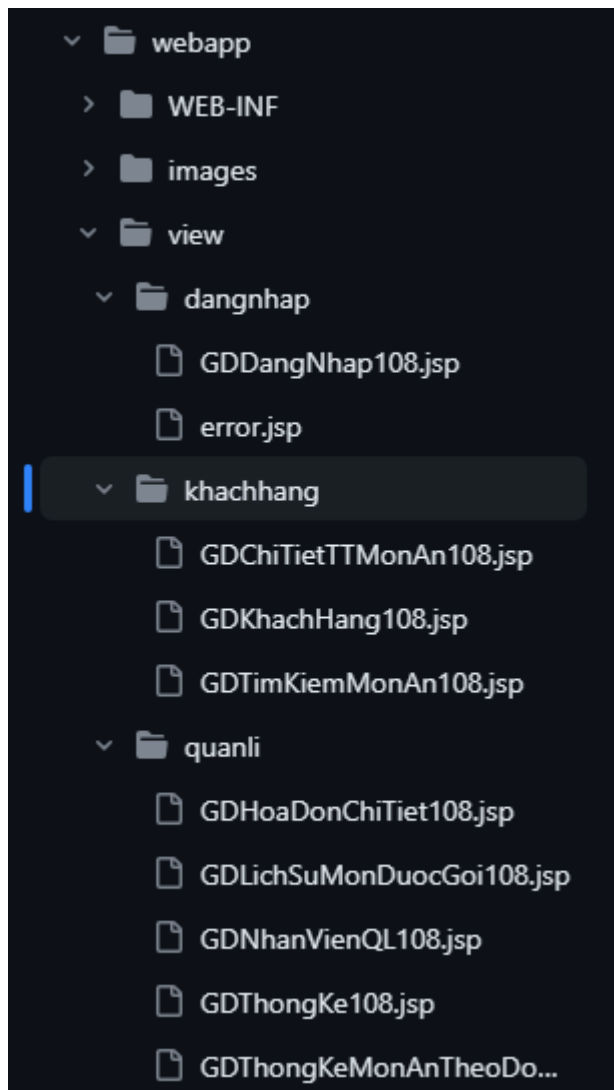 webapp
WEB-INF
images
view
dangnhap
GDDangNhap108.jsp
error.jsp
khachhang
GDChiTietTTMonAn108.jsp
GDKhachHang108.jsp
GDTimKiemMonAn108.jsp
quanli
GDHoaDonChiTiet108.jsp
GDLichSuMonDuocGoi108.jsp
GDNhanVienQL108.jsp
GDThongKe108.jsp
GDThongKeMonAnTheoDo...